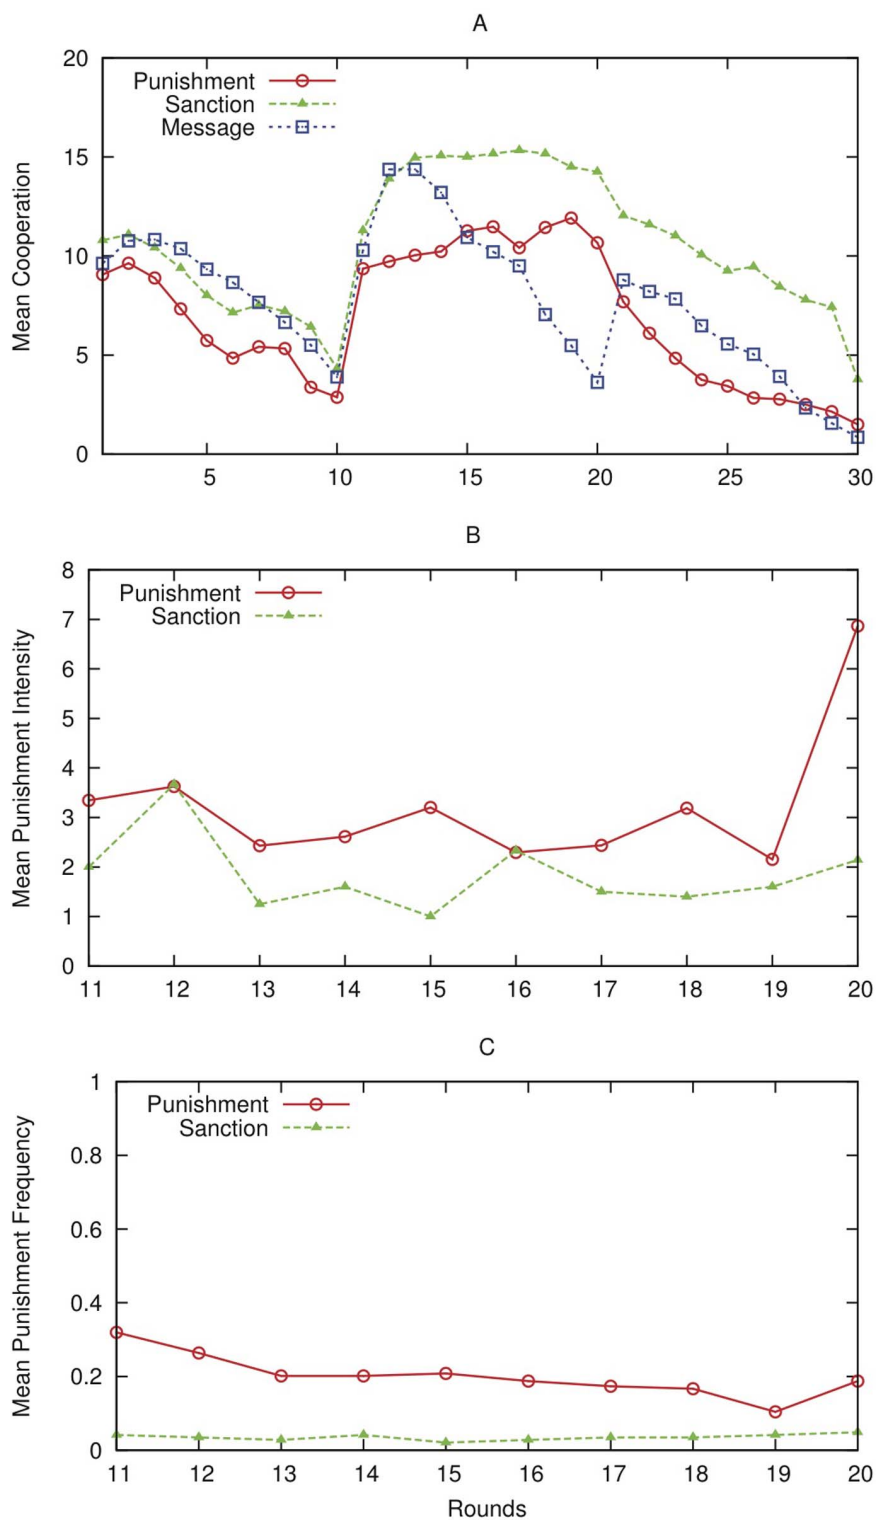 A
Mean Cooperation
20
15
10
5
0
Punishment
Sanction
Message
5 10 15 20 25 30
B
Mean Punishment Intensity
8
7
6
5
4
3
2
1
0
Punishment
Sanction
11 12 13 14 15 16 17 18 19 20
C
Mean Punishment Frequency
1
0.8
0.6
0.4
0.2
0
Punishment
Sanction
11 12 13 14 15 16 17 18 19 20
Rounds